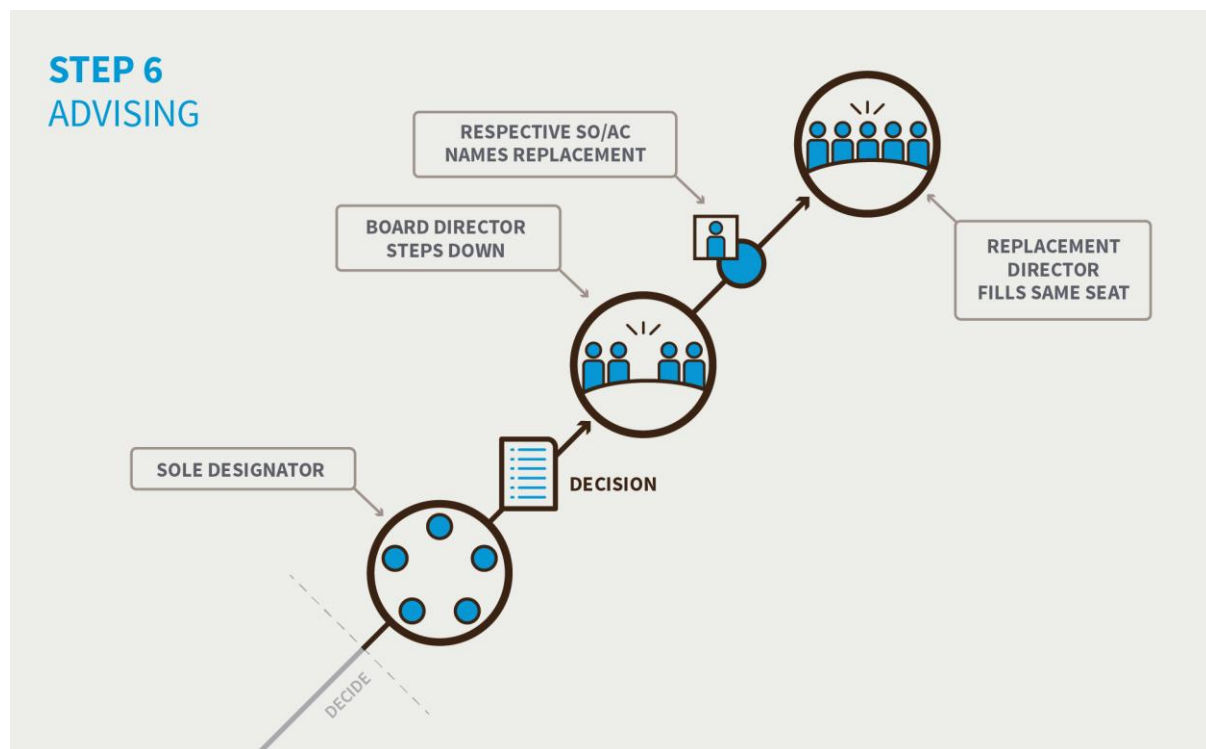 STEP 6
ADVISING
RESPECTIVE SO/AC
NAMES REPLACEMENT
BOARD DIRECTOR
STEPS DOWN
REPLACEMENT
DIRECTOR
FILLS SAME SEAT
SOLE DESIGNATOR
DECISION
DECIDE